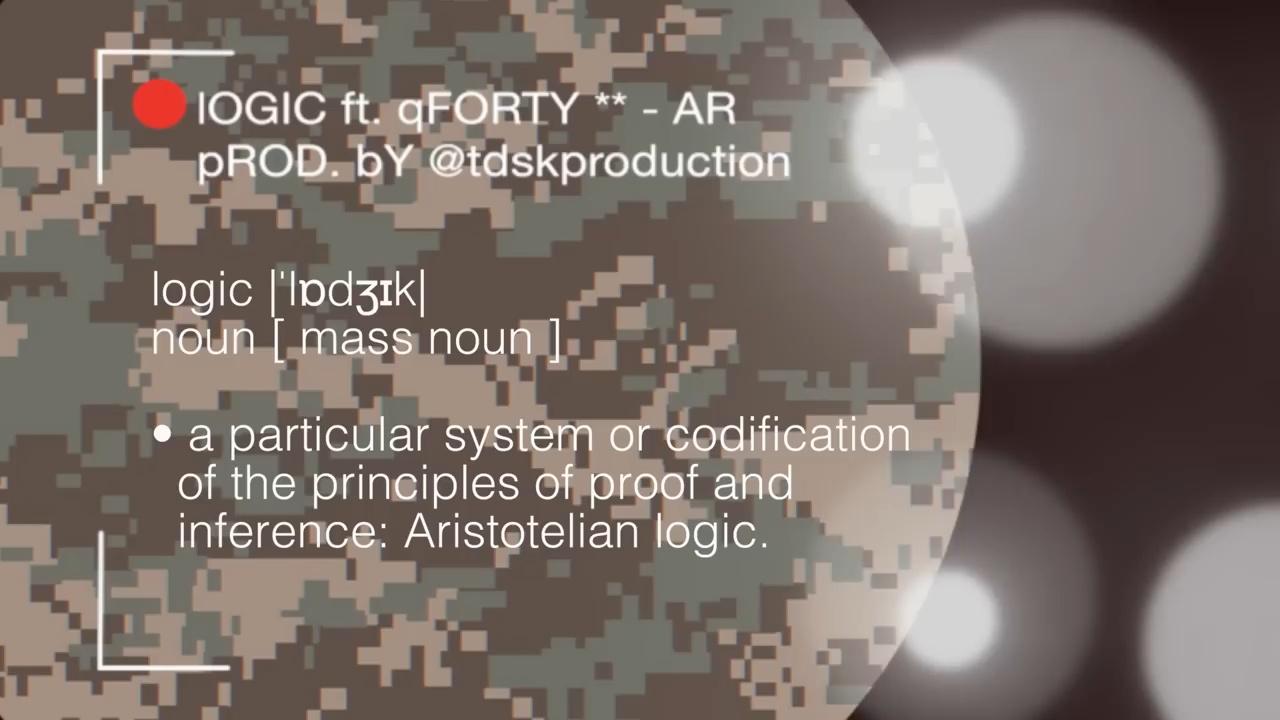 lOGIC ft. qFORTY ** - AR
pROD. bY @tdskproduction
logic |ˈlɒdʒɪk|
noun [ mass noun ]
• a particular system or codification
of the principles of proof and
inference: Aristotelian logic.